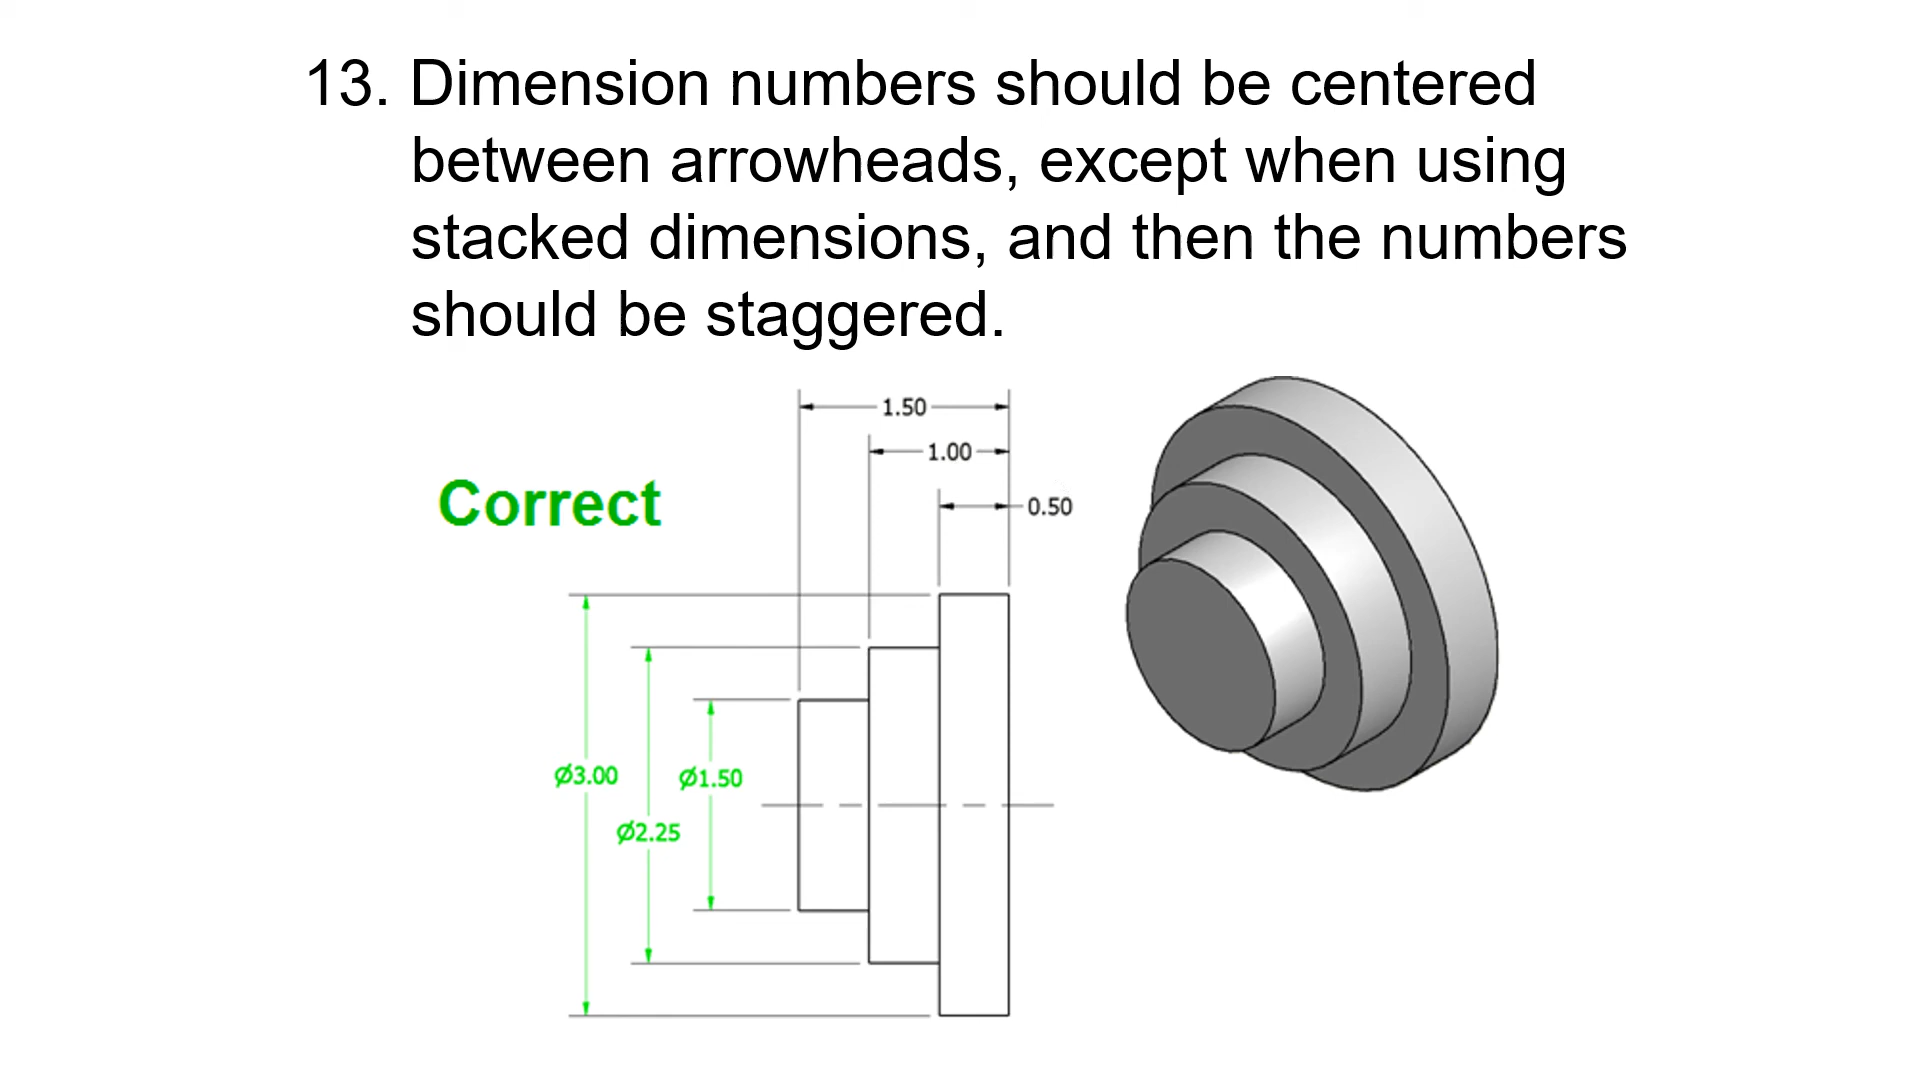 13. Dimension numbers should be centered
between arrowheads, except when using
stacked dimensions, and then the numbers
should be staggered.
1.50
1.00
Correct
0.50
Ø3.00
Ø1.50
Ø2.25